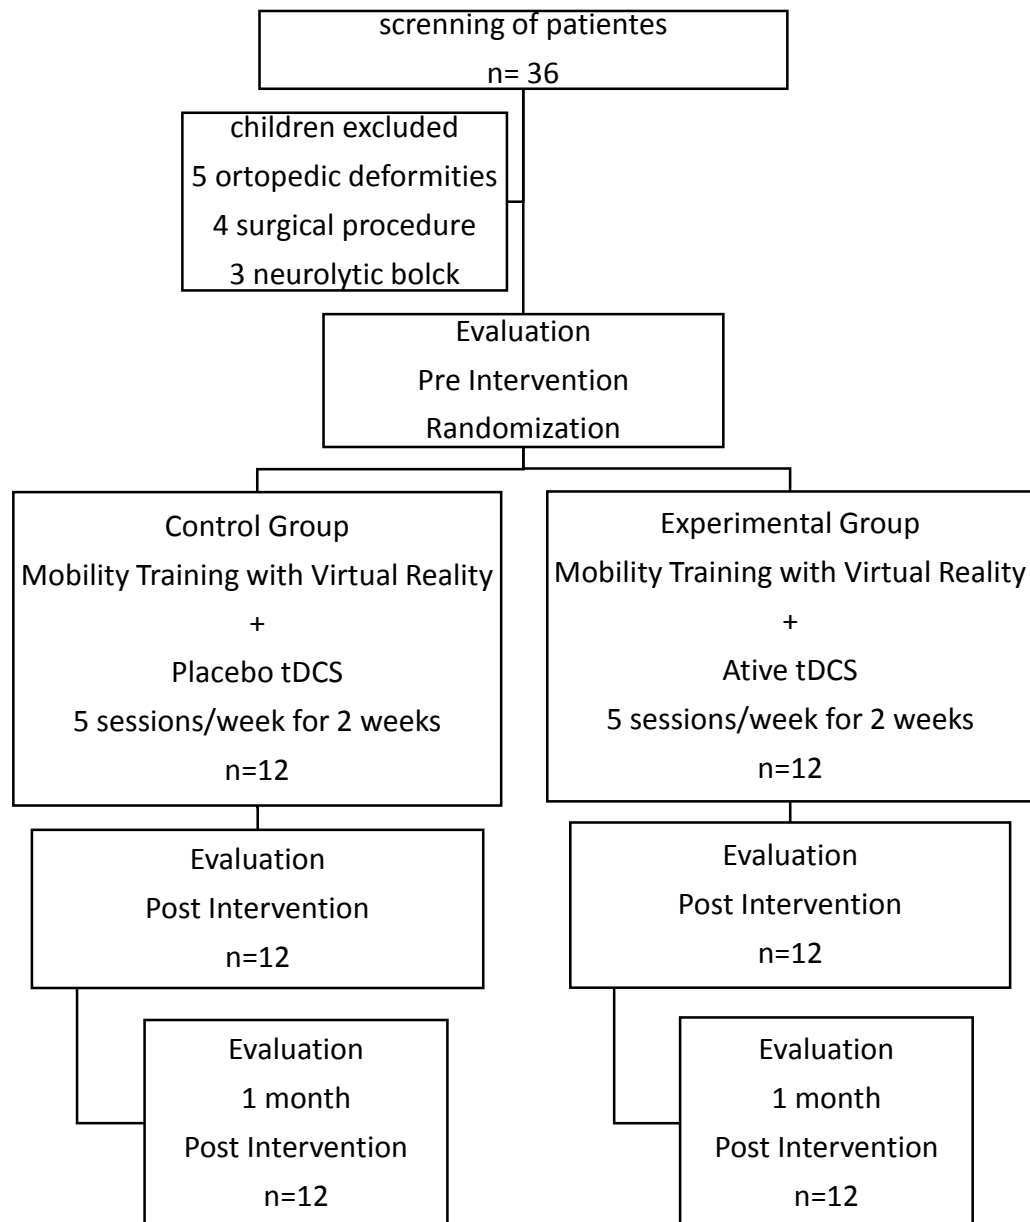 screnning of patientes
n= 36
children excluded
5 ortopedic deformities
4 surgical procedure
3 neurolytic bolck
Evaluation
Pre Intervention
Randomization
Control Group
Mobility Training with Virtual Reality
+
Placebo tDCS
5 sessions/week for 2 weeks
n=12
Experimental Group
Mobility Training with Virtual Reality
+
Ative tDCS
5 sessions/week for 2 weeks
n=12
Evaluation
Post Intervention
n=12
Evaluation
Post Intervention
n=12
Evaluation
1 month
Post Intervention
n=12
Evaluation
1 month
Post Intervention
n=12